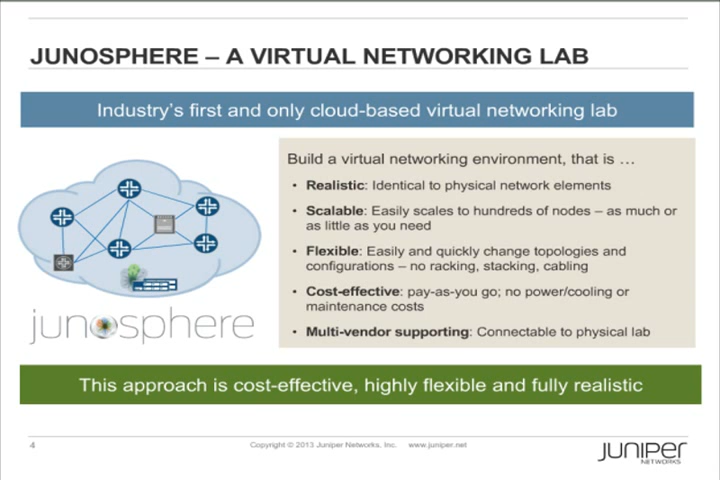 JUNOSPHERE – A VIRTUAL NETWORKING LAB
Industry's first and only cloud-based virtual networking lab
Build a virtual networking environment, that is …
• Realistic: Identical to physical network elements
• Scalable: Easily scales to hundreds of nodes – as much or
as little as you need
• Flexible: Easily and quickly change topologies and
configurations – no racking, stacking, cabling
• Cost-effective: pay-as-you go; no power/cooling or
maintenance costs
• Multi-vendor supporting: Connectable to physical lab
junosphere
This approach is cost-effective, highly flexible and fully realistic
4
Copyright © 2013 Juniper Networks, Inc. www.juniper.net
JUNIPER
NETWORKS